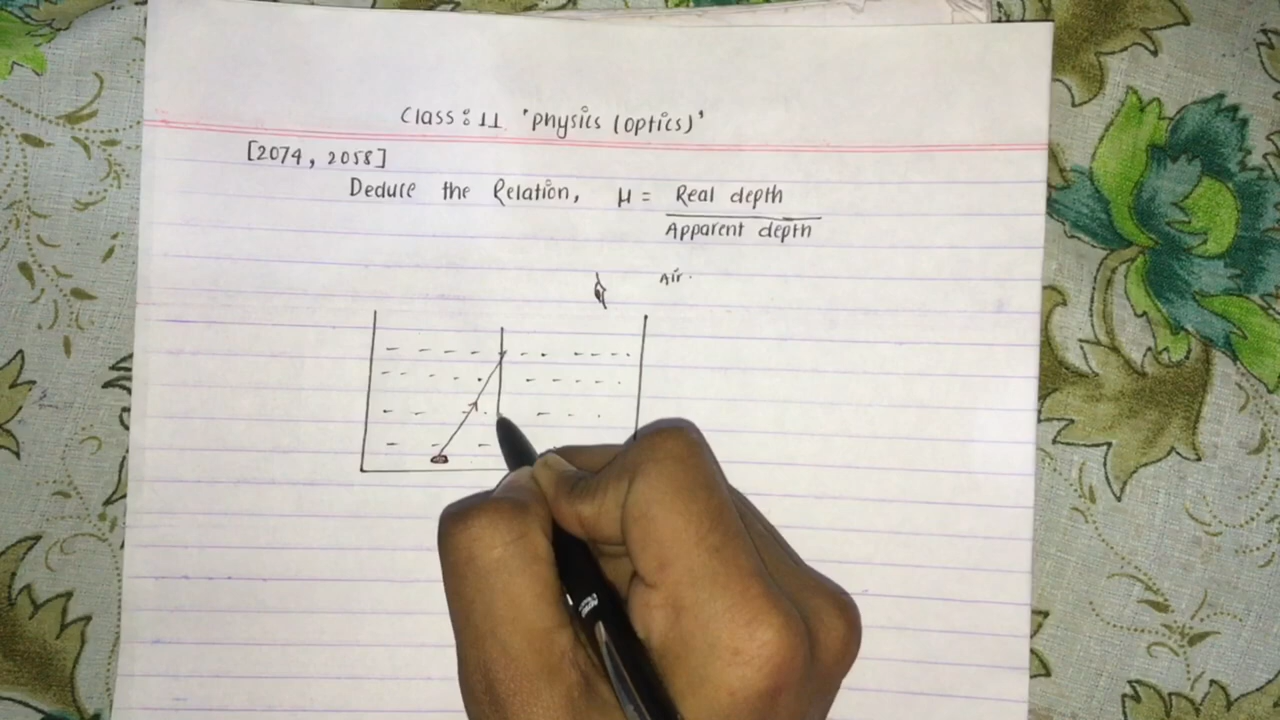 Class : 11 'physics (optics)'
[2074, 2058]
Deduce the Relation, μ = Real depth
Apparent depth
Air.